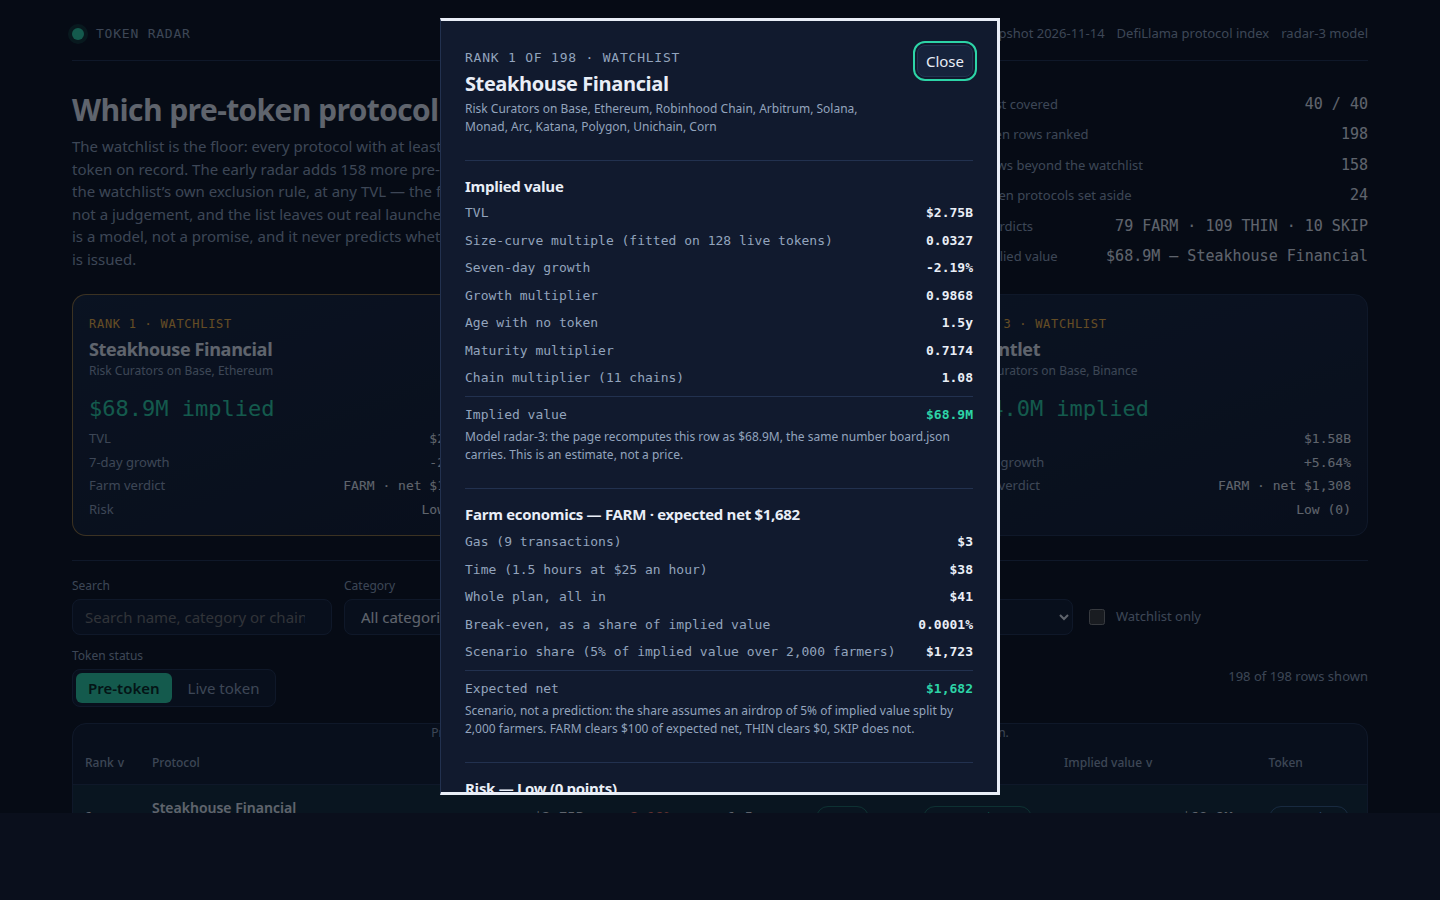 TOKEN RADAR
pshot 2026-11-14 DefiLlama protocol index radar-3 model
Which pre-token protocol
The watchlist is the floor: every protocol with at least
token on record. The early radar adds 158 more pre-
the watchlist's own exclusion rule, at any TVL — the f
not a judgement, and the list leaves out real launche
is a model, not a promise, and it never predicts whet
is issued.
st covered 40 / 40
en rows ranked 198
ws beyond the watchlist 158
en protocols set aside 24
rdicts 79 FARM · 109 THIN · 10 SKIP
lied value $68.9M — Steakhouse Financial
RANK 1 · WATCHLIST
Steakhouse Financial
Risk Curators on Base, Ethereum
$68.9M implied
TVL $2
7-day growth -2
Farm verdict FARM · net $1
Risk Low
3 · WATCHLIST
ntlet
urators on Base, Binance
.0M implied
$1.58B
growth +5.64%
verdict FARM · net $1,308
Low (0)
RANK 1 OF 198 · WATCHLIST
Close
Steakhouse Financial
Risk Curators on Base, Ethereum, Robinhood Chain, Arbitrum, Solana,
Monad, Arc, Katana, Polygon, Unichain, Corn
Implied value
TVL $2.75B
Size-curve multiple (fitted on 128 live tokens) 0.0327
Seven-day growth -2.19%
Growth multiplier 0.9868
Age with no token 1.5y
Maturity multiplier 0.7174
Chain multiplier (11 chains) 1.08
Implied value $68.9M
Model radar-3: the page recomputes this row as $68.9M, the same number board.json
carries. This is an estimate, not a price.
Farm economics — FARM · expected net $1,682
Gas (9 transactions) $3
Time (1.5 hours at $25 an hour) $38
Whole plan, all in $41
Break-even, as a share of implied value 0.0001%
Scenario share (5% of implied value over 2,000 farmers) $1,723
Expected net $1,682
Scenario, not a prediction: the share assumes an airdrop of 5% of implied value split by
2,000 farmers. FARM clears $100 of expected net, THIN clears $0, SKIP does not.
Risk — Low (0 points)
Search
Search name, category or chain
Category
All categori
Watchlist only
Token status
Pre-token Live token
198 of 198 rows shown
Rank v Protocol Implied value v Token
Steakhouse Financial